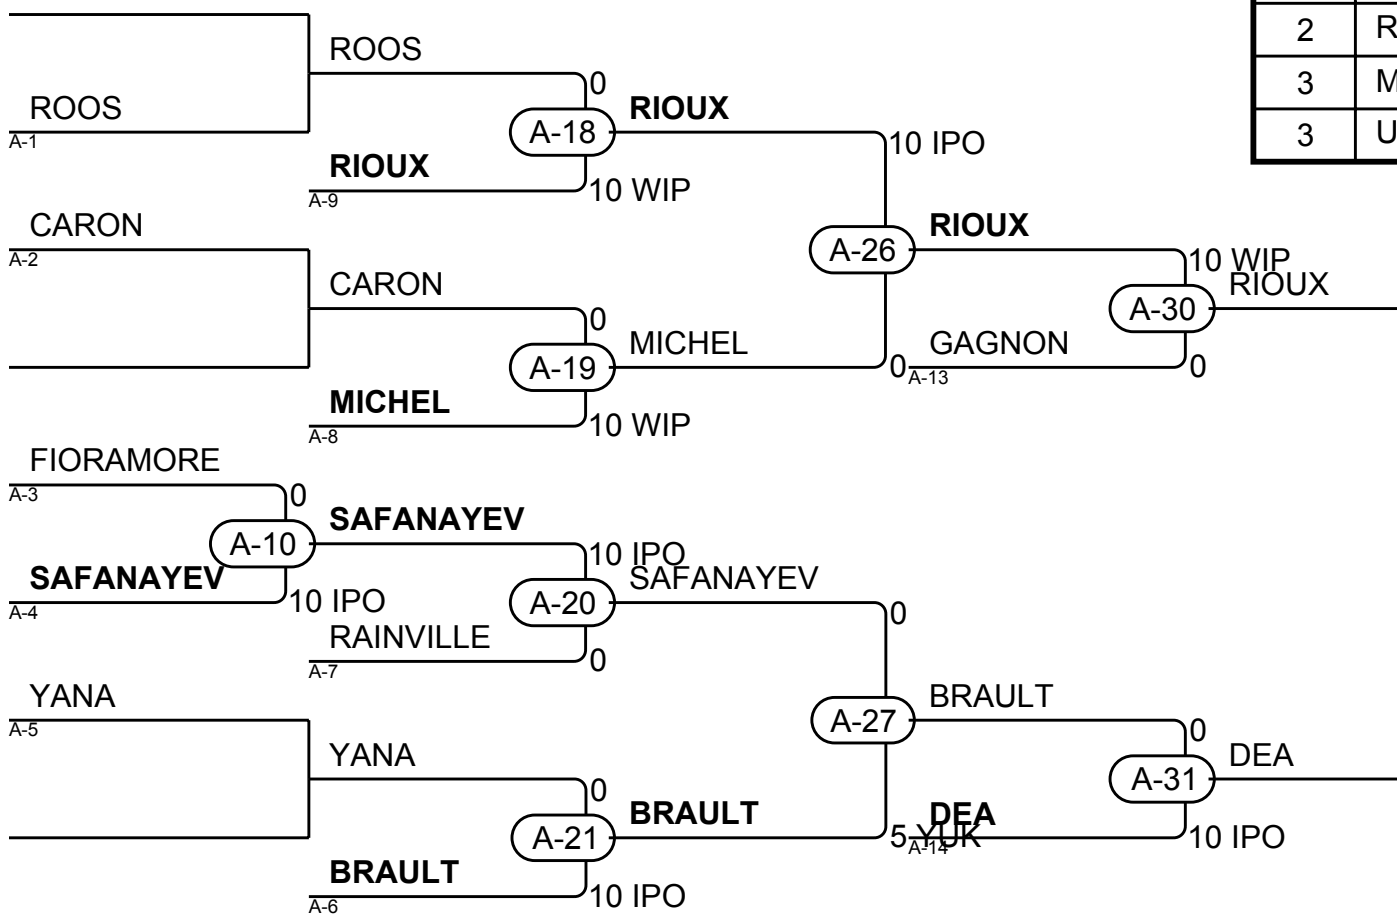 2 R
3 M
3 U
ROOS
ROOS
A-1
0
A-18
RIOUX
RIOUX
A-9
10 WIP
10 IPO
CARON
A-2
CARON
0
A-19
MICHEL
MICHEL
A-8
10 WIP
A-26
RIOUX
10 WIP
RIOUX
A-30
0
GAGNON
A-13
0
FIORAMORE
A-3
0
A-10
SAFANAYEV
SAFANAYEV
A-4
10 IPO
10 IPO
SAFANAYEV
A-20
RAINVILLE
A-7
0
0
YANA
A-5
YANA
0
A-21
BRAULT
BRAULT
A-6
10 IPO
A-27
BRAULT
0
DEA
A-31
5 YUK
DEA
A-14
10 IPO